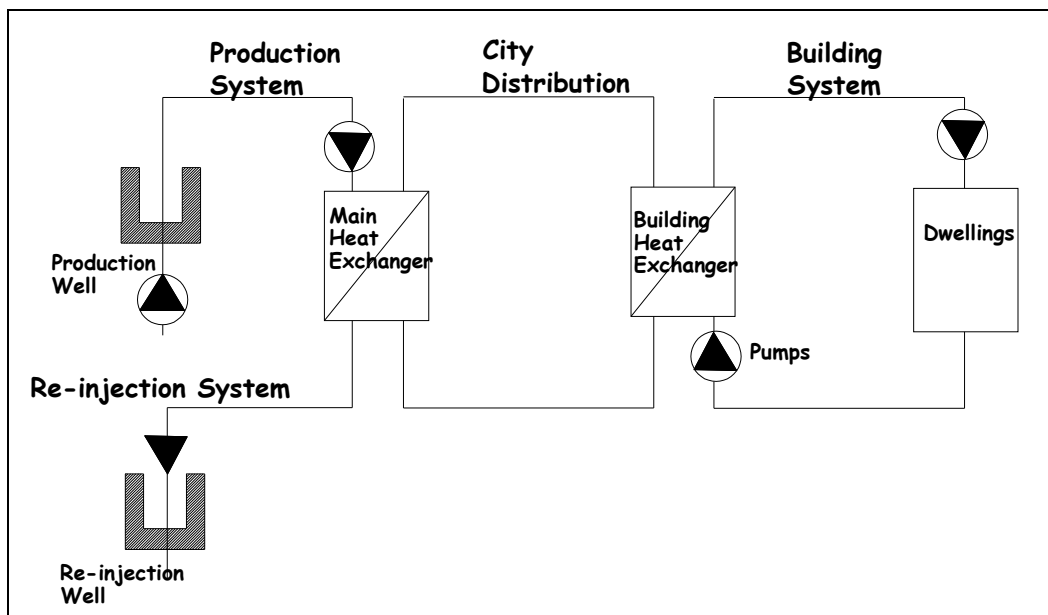 Production
System
City
Distribution
Building
System
Main
Heat
Exchanger
Building
Heat
Exchanger
Dwellings
Production
Well
Pumps
Re-injection System
Re-injection
Well